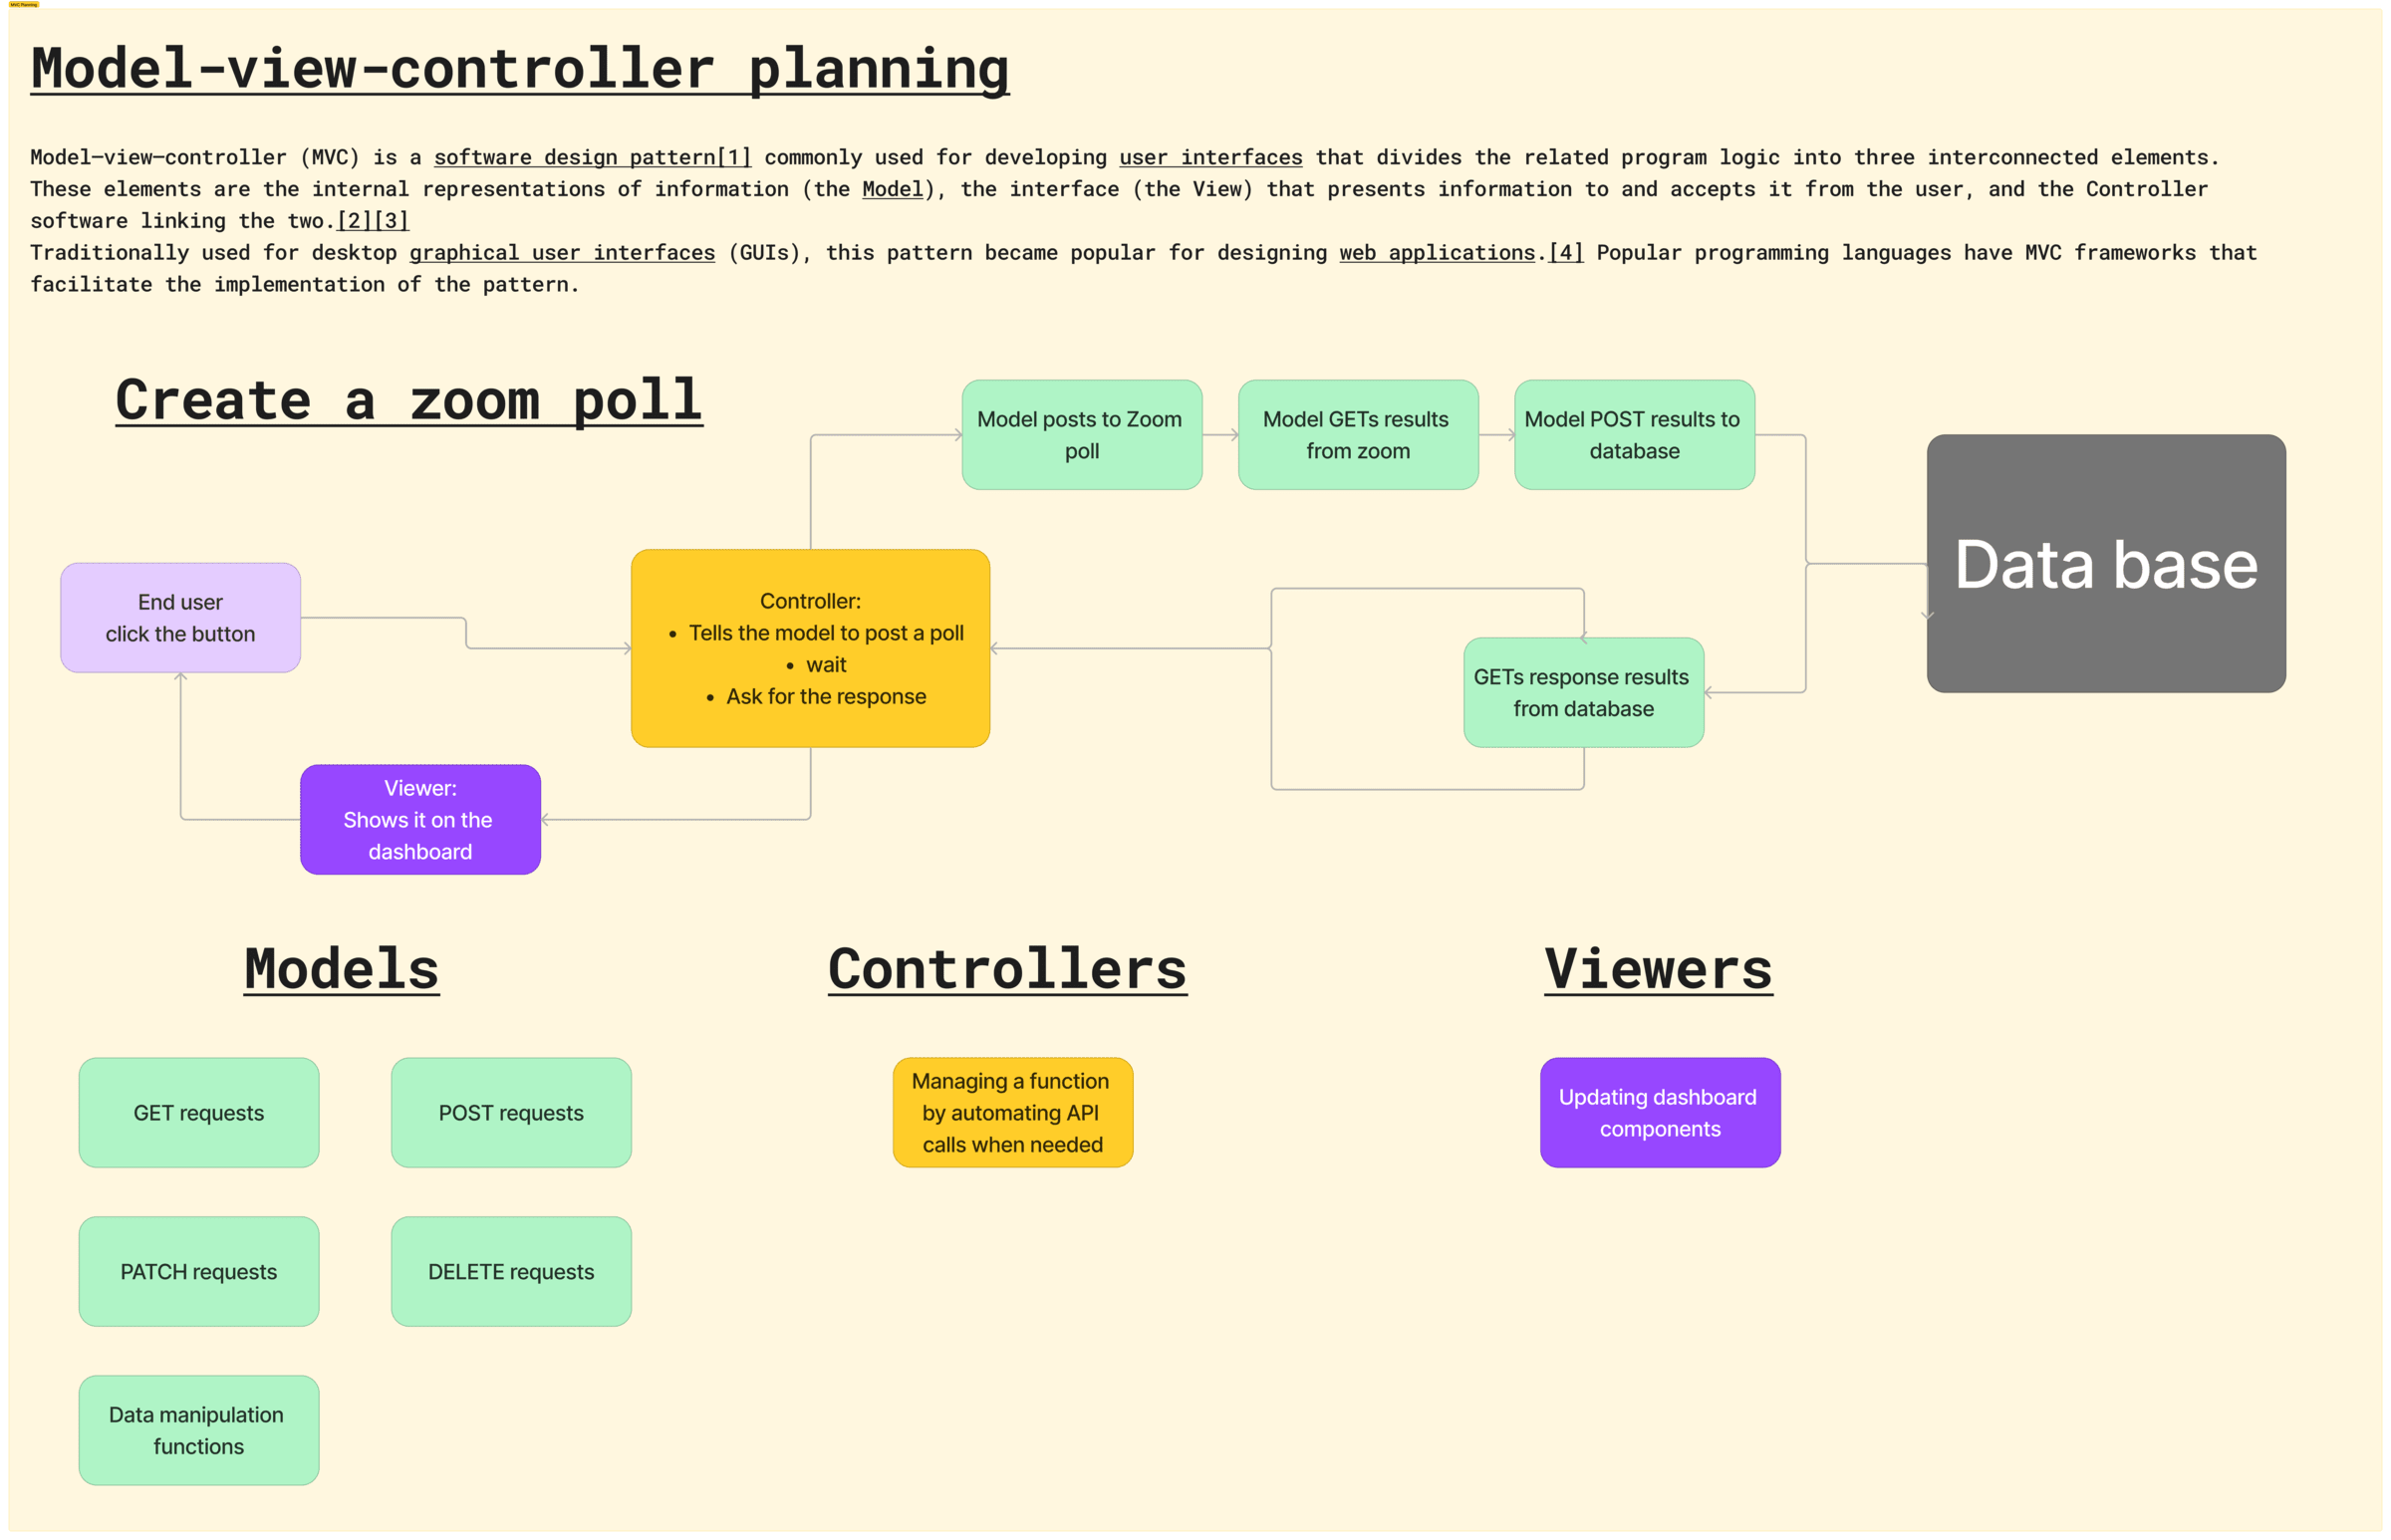 MVC Planning
Model-view-controller planning
Model–view–controller (MVC) is a software design pattern[1] commonly used for developing user interfaces that divides the related program logic into three interconnected elements.
These elements are the internal representations of information (the Model), the interface (the View) that presents information to and accepts it from the user, and the Controller
software linking the two.[2][3]
Traditionally used for desktop graphical user interfaces (GUIs), this pattern became popular for designing web applications.[4] Popular programming languages have MVC frameworks that
facilitate the implementation of the pattern.
Create a zoom poll
Model posts to Zoom
poll
Model GETs results
from zoom
Model POST results to
database
Data base
End user
click the button
Controller:
• Tells the model to post a poll
• wait
• Ask for the response
GETs response results
from database
Viewer:
Shows it on the
dashboard
Models
Controllers
Viewers
GET requests
POST requests
Managing a function
by automating API
calls when needed
Updating dashboard
components
PATCH requests
DELETE requests
Data manipulation
functions